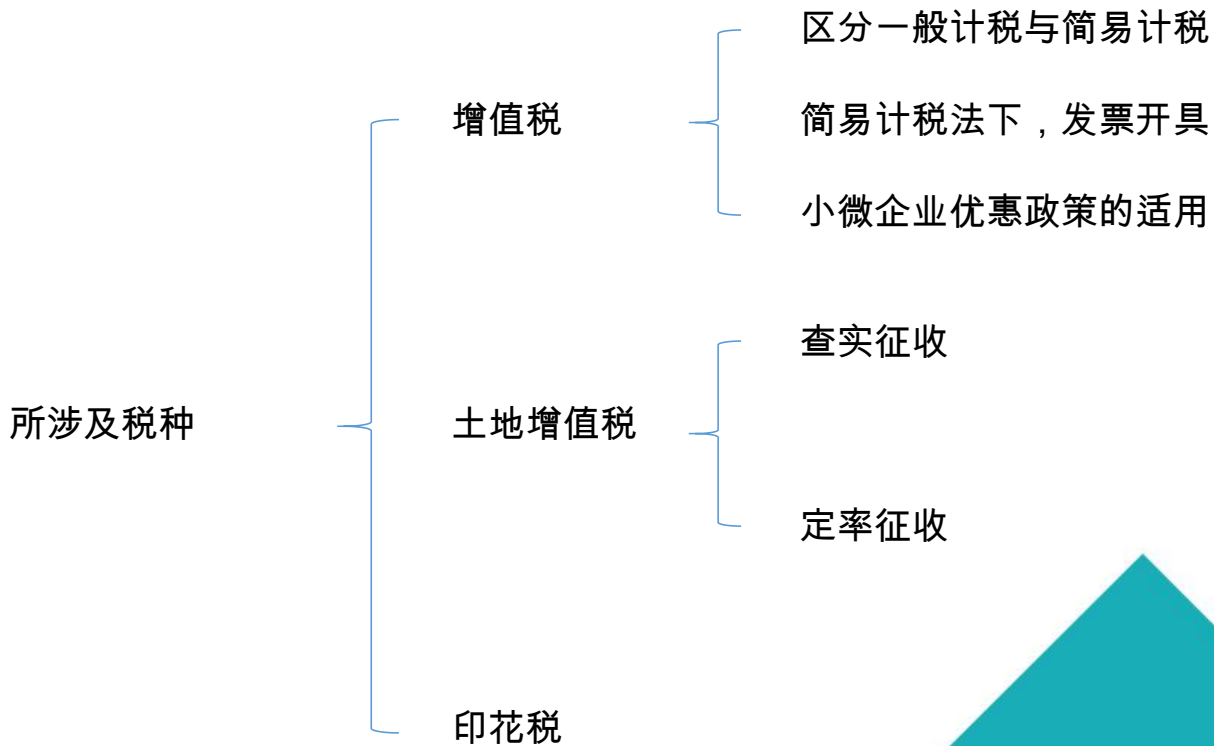 区分一般计税与简易计税
增值税
简易计税法下，发票开具
小微企业优惠政策的适用
查实征收
所涉及税种
土地增值税
定率征收
印花税